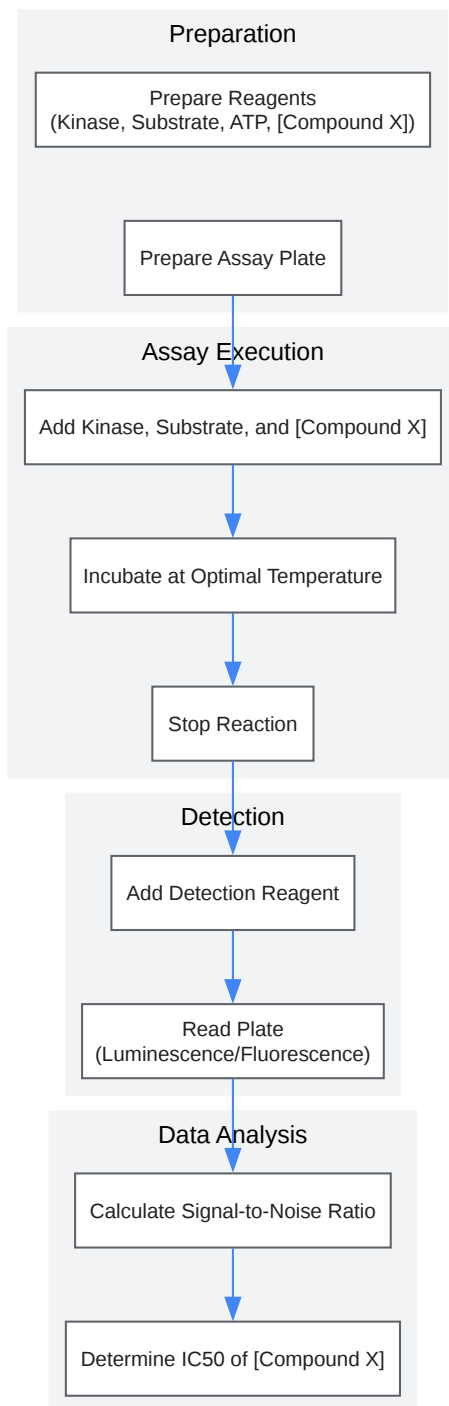 Preparation
Prepare Reagents
(Kinase, Substrate, ATP, [Compound X])
Prepare Assay Plate
Assay Execution
Add Kinase, Substrate, and [Compound X]
Incubate at Optimal Temperature
Stop Reaction
Detection
Add Detection Reagent
Read Plate
(Luminescence/Fluorescence)
Data Analysis
Calculate Signal-to-Noise Ratio
Determine IC50 of [Compound X]